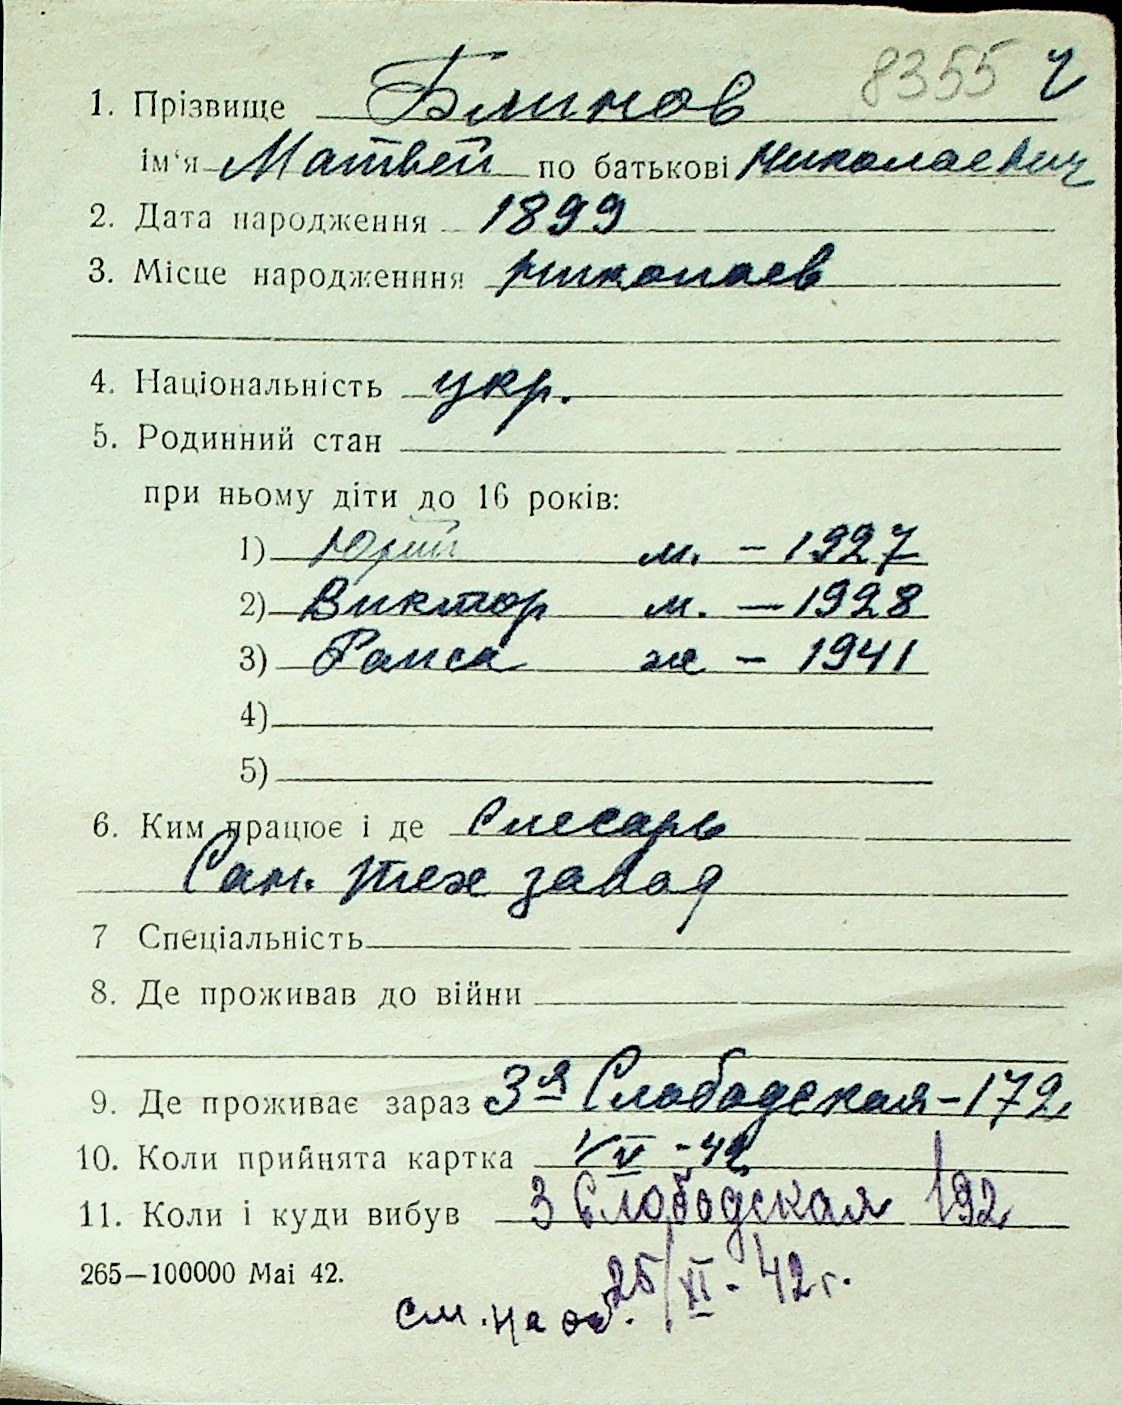 8355 ч
1. Прізвище Блинов
ім‘я Матвей по батькові Николаевич
2. Дата народження 1899
3. Місце народженння Николаев
4. Національність укр.
5. Родинний стан
при ньому діти до 16 років:
1) Юрий м. – 1927
2) Виктор м. – 1928
3) Раиса ж – 1941
4)
5)
6. Ким працює і де Слесарь
Сан. тех завод
7 Спеціальність
8. Де проживав до війни
9. Де проживає зараз 3я Слободская – 172
10. Коли прийнята картка 1/V – 42
11. Коли і куди вибув 3 Слободская 192
265—100000 Mai 42.
25/XI - 42 г.
см. на об.